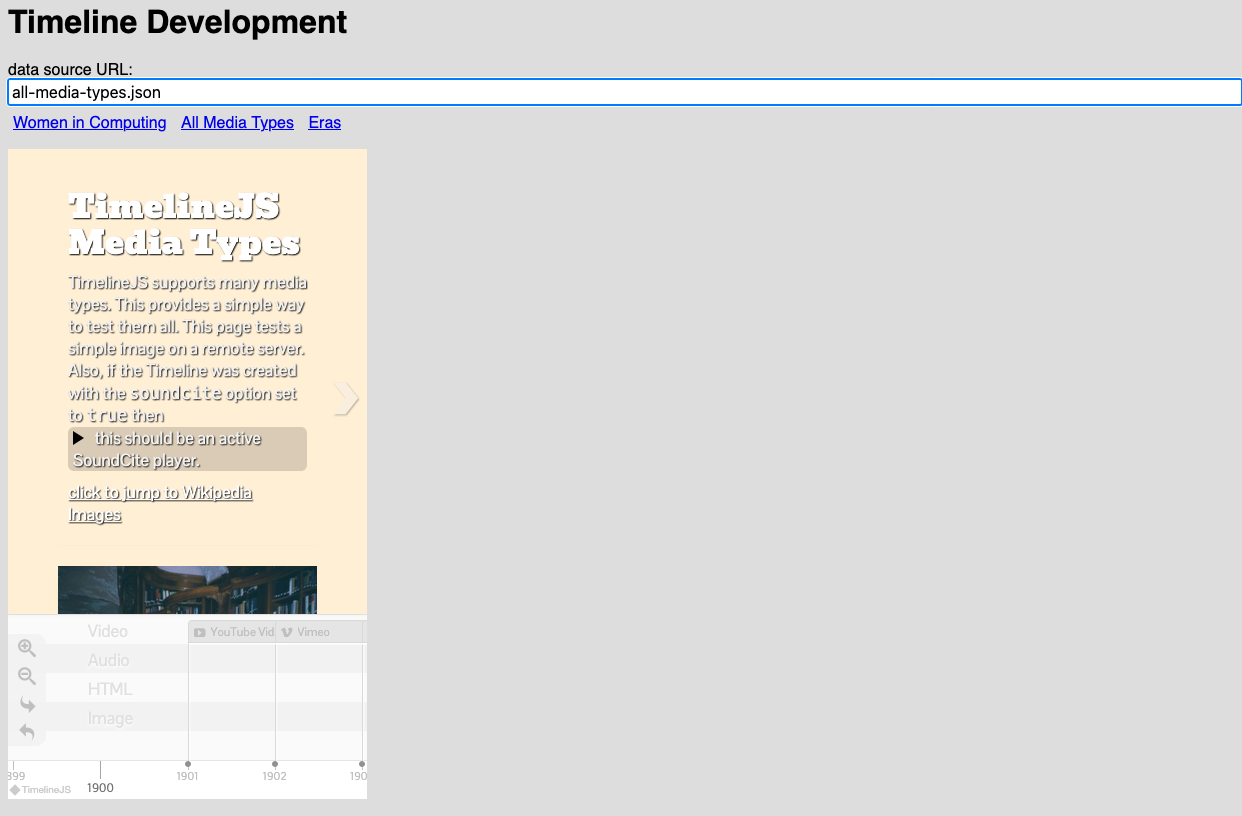 Timeline Development
data source URL:
all-media-types.json
Women in Computing All Media Types Eras
TimelineJS
Media Types
TimelineJS supports many media
types. This provides a simple way
to test them all. This page tests a
simple image on a remote server.
Also, if the Timeline was created
with the soundcite option set
to true then
this should be an active
SoundCite player.
click to jump to Wikipedia
Images
Video
YouTube Vid Vimeo
Audio
HTML
Image
899 1901 1902 190
1900
TimelineJS